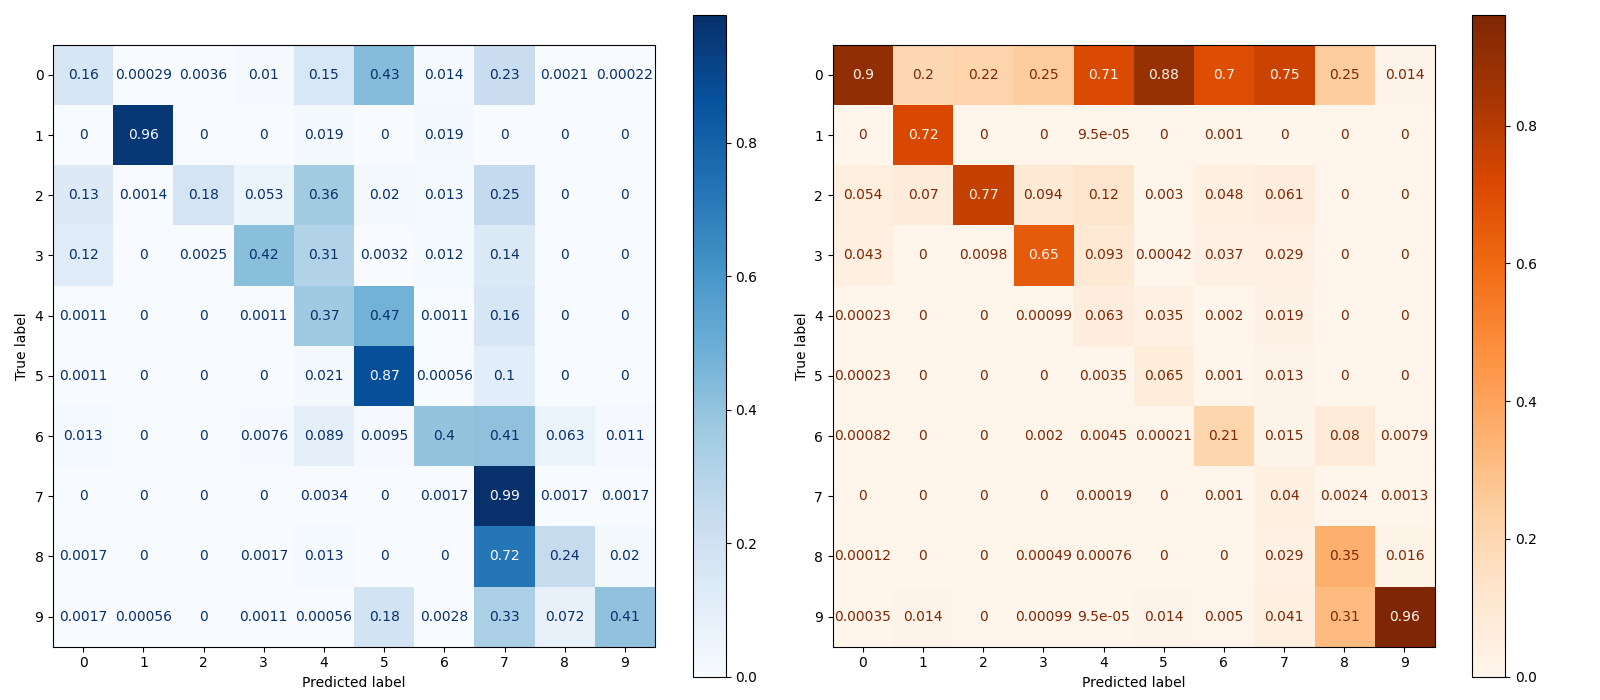 0 0.16 0.00029 0.0036 0.01 0.15 0.43 0.014 0.23 0.0021 0.00022
1 0 0.96 0 0 0.019 0 0.019 0 0 0
2 0.13 0.0014 0.18 0.053 0.36 0.02 0.013 0.25 0 0
3 0.12 0 0.0025 0.42 0.31 0.0032 0.012 0.14 0 0
4 0.0011 0 0 0.0011 0.37 0.47 0.0011 0.16 0 0
5 0.0011 0 0 0 0.021 0.87 0.00056 0.1 0 0
6 0.013 0 0 0.0076 0.089 0.0095 0.4 0.41 0.063 0.011
7 0 0 0 0 0.0034 0 0.0017 0.99 0.0017 0.0017
8 0.0017 0 0 0.0017 0.013 0 0 0.72 0.24 0.02
9 0.0017 0.00056 0 0.0011 0.00056 0.18 0.0028 0.33 0.072 0.41
0 1 2 3 4 5 6 7 8 9
Predicted label
True label
0.8
0.6
0.4
0.2
0.0
0 0.9 0.2 0.22 0.25 0.71 0.88 0.7 0.75 0.25 0.014
1 0 0.72 0 0 9.5e-05 0 0.001 0 0 0
2 0.054 0.07 0.77 0.094 0.12 0.003 0.048 0.061 0 0
3 0.043 0 0.0098 0.65 0.093 0.00042 0.037 0.029 0 0
4 0.00023 0 0 0.00099 0.063 0.035 0.002 0.019 0 0
5 0.00023 0 0 0 0.0035 0.065 0.001 0.013 0 0
6 0.00082 0 0 0.002 0.0045 0.00021 0.21 0.015 0.08 0.0079
7 0 0 0 0 0.00019 0 0.001 0.04 0.0024 0.0013
8 0.00012 0 0 0.00049 0.00076 0 0 0.029 0.35 0.016
9 0.00035 0.014 0 0.00099 9.5e-05 0.014 0.005 0.041 0.31 0.96
0 1 2 3 4 5 6 7 8 9
Predicted label
True label
0.8
0.6
0.4
0.2
0.0